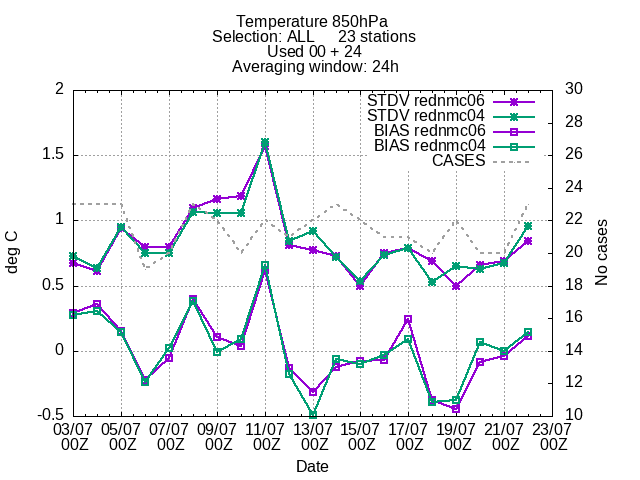 Temperature 850hPa
Selection: ALL 23 stations
Used 00 + 24
Averaging window: 24h
STDV rednmc06
STDV rednmc04
BIAS rednmc06
BIAS rednmc04
CASES
2
1.5
1
0.5
0
-0.5
deg C
30
28
26
24
22
20
18
16
14
12
10
No cases
03/07 05/07 07/07 09/07 11/07 13/07 15/07 17/07 19/07 21/07 23/07
00Z 00Z 00Z 00Z 00Z 00Z 00Z 00Z 00Z 00Z 00Z
Date